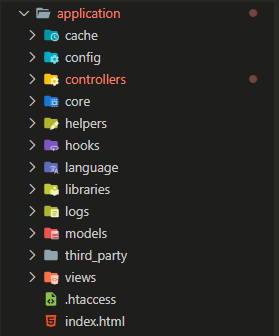 application
cache
config
controllers
core
helpers
hooks
language
libraries
logs
models
third_party
views
.htaccess
index.html